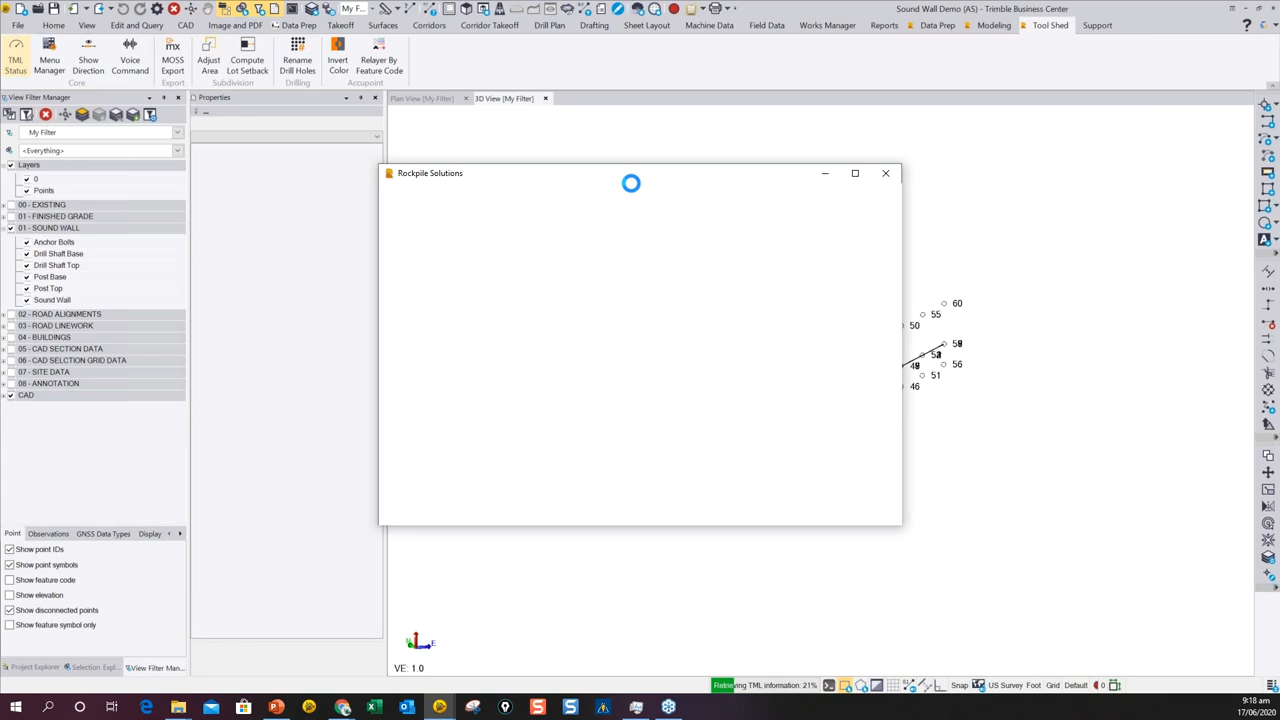 My F...
Sound Wall Demo (AS) - Trimble Business Center
File Home View Edit and Query CAD Image and PDF Data Prep Takeoff Surfaces Corridors Corridor Takeoff Drill Plan Drafting Sheet Layout Machine Data Field Data Works Manager Reports Data Prep Modeling Tool Shed Support
TML Status
Menu Manager
Show Direction
Voice Command
MOSS Export
Adjust Area
Compute Lot Setback
Rename Drill Holes
Invert Color
Relayer By Feature Code
Core Export Subdivision Drilling Accupoint
View Filter Manager
Properties
Plan View [My Filter]
3D View [My Filter]
My Filter
<Everything>
Layers
0
Points
00 - EXISTING
01 - FINISHED GRADE
01 - SOUND WALL
Anchor Bolts
Drill Shaft Base
Drill Shaft Top
Post Base
Post Top
Sound Wall
02 - ROAD ALIGNMENTS
03 - ROAD LINEWORK
04 - BUILDINGS
05 - CAD SECTION DATA
06 - CAD SELCTION GRID DATA
07 - SITE DATA
08 - ANNOTATION
CAD
Rockpile Solutions
60
55
50
56
51
46
Point Observations GNSS Data Types Display
Show point IDs
Show point symbols
Show feature code
Show elevation
Show disconnected points
Show feature symbol only
Project Explorer Selection Expl... View Filter Man...
E
VE: 1.0
Retrieving TML information: 21%
Snap US Survey Foot Grid Default 0
9:18 am
17/06/2020